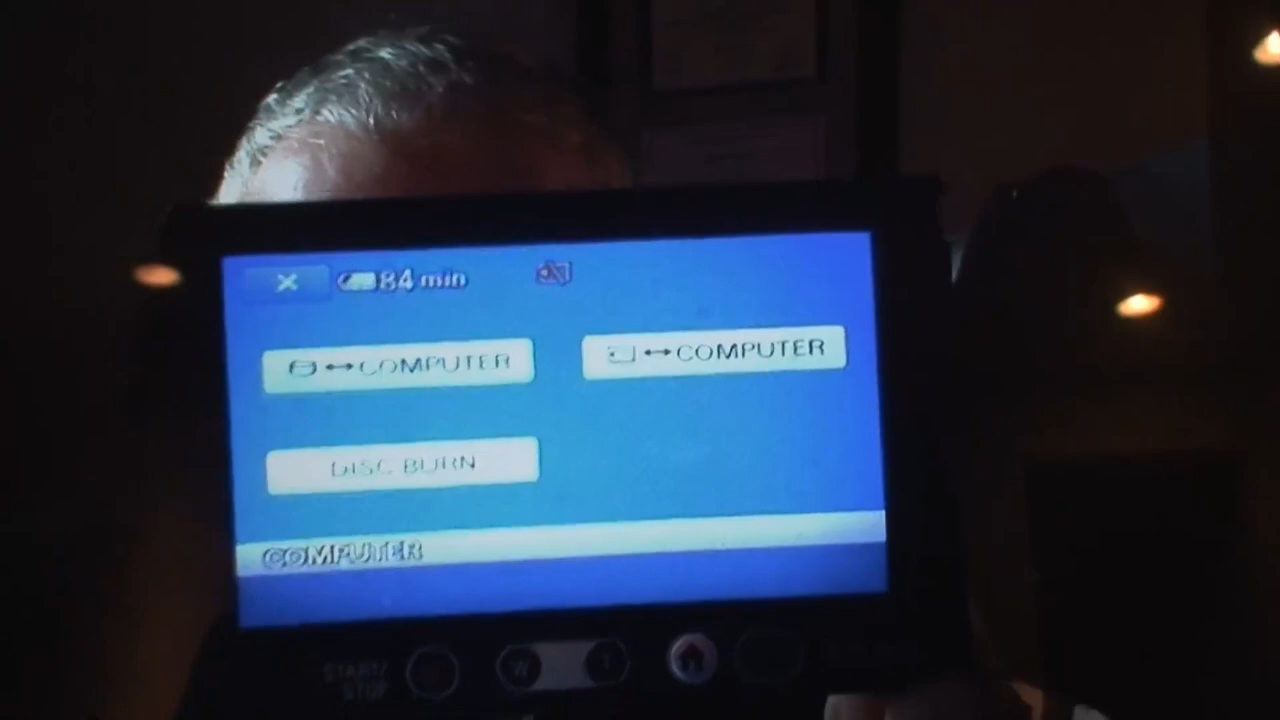 84 min
↔COMPUTER
↔COMPUTER
DISC BURN
COMPUTER
START/
STOP
W
T